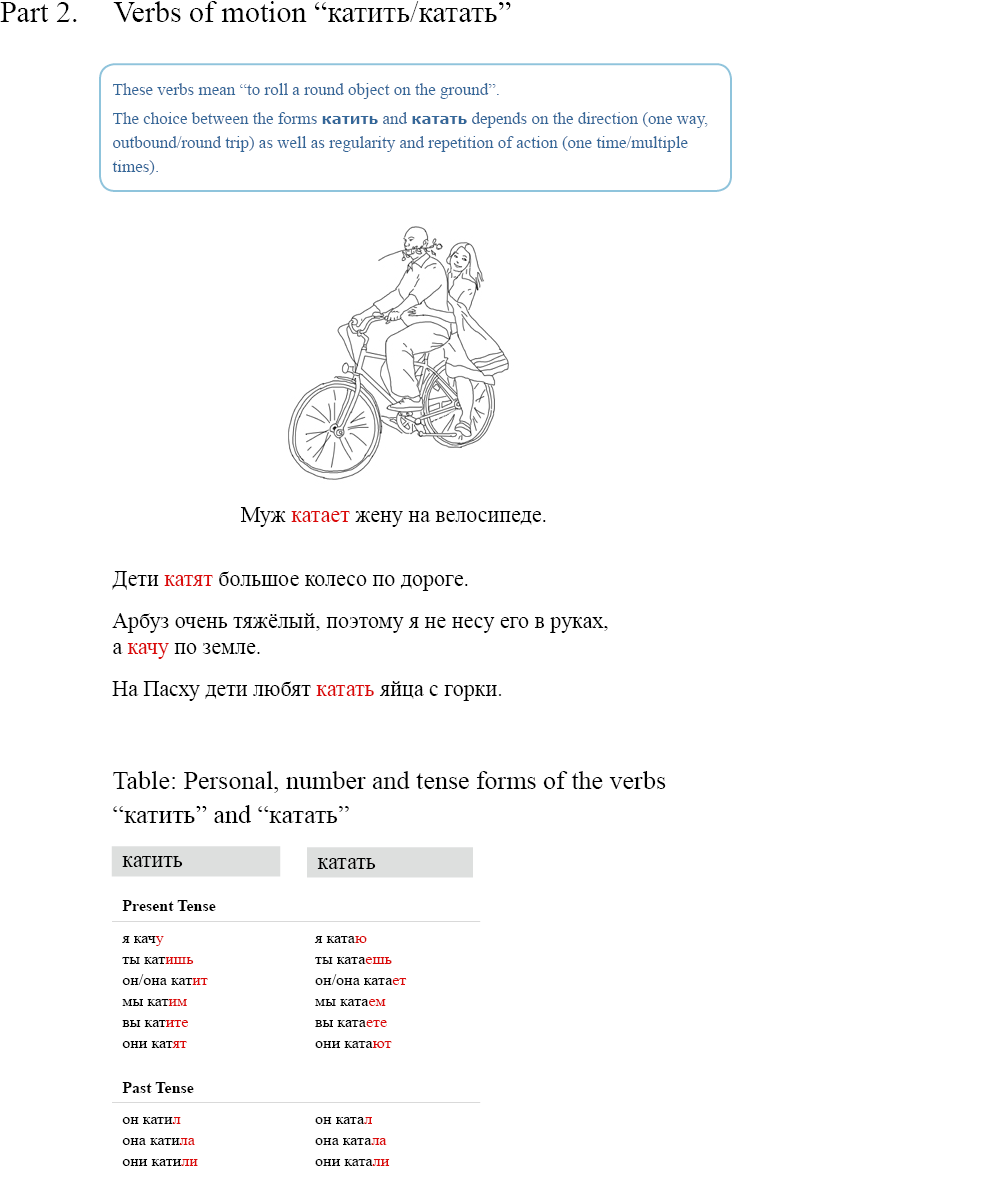 Part 2. Verbs of motion “катить/катать”
These verbs mean “to roll a round object on the ground”.
The choice between the forms катить and катать depends on the direction (one way,
outbound/round trip) as well as regularity and repetition of action (one time/multiple
times).
Муж катает жену на велосипеде.
Дети катят большое колесо по дороге.
Арбуз очень тяжёлый, поэтому я не несу его в руках,
а качу по земле.
На Пасху дети любят катать яйца с горки.
Table: Personal, number and tense forms of the verbs
“катить” and “катать”
катить катать
Present Tense
я качу я катаю
ты катишь ты катаешь
он/она катит он/она катает
мы катим мы катаем
вы катите вы катаете
они катят они катают
Past Tense
он катил он катал
она катила она катала
они катили они катали